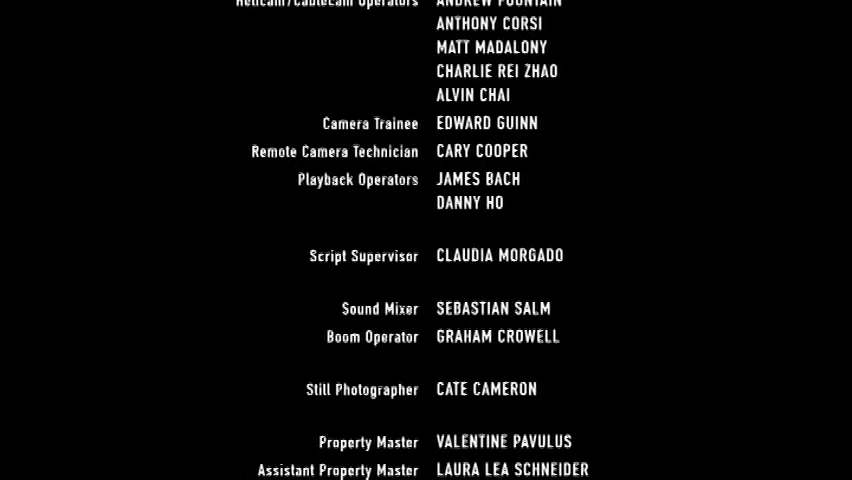 Helicam/Cablecam Operators ANDREW FOUNTAIN
ANTHONY CORSI
MATT MADALONY
CHARLIE REI ZHAO
ALVIN CHAI
Camera Trainee EDWARD GUINN
Remote Camera Technician CARY COOPER
Playback Operators JAMES BACH
DANNY HO
Script Supervisor CLAUDIA MORGADO
Sound Mixer SEBASTIAN SALM
Boom Operator GRAHAM CROWELL
Still Photographer CATE CAMERON
Property Master VALENTINE PAVULUS
Assistant Property Master LAURA LEA SCHNEIDER